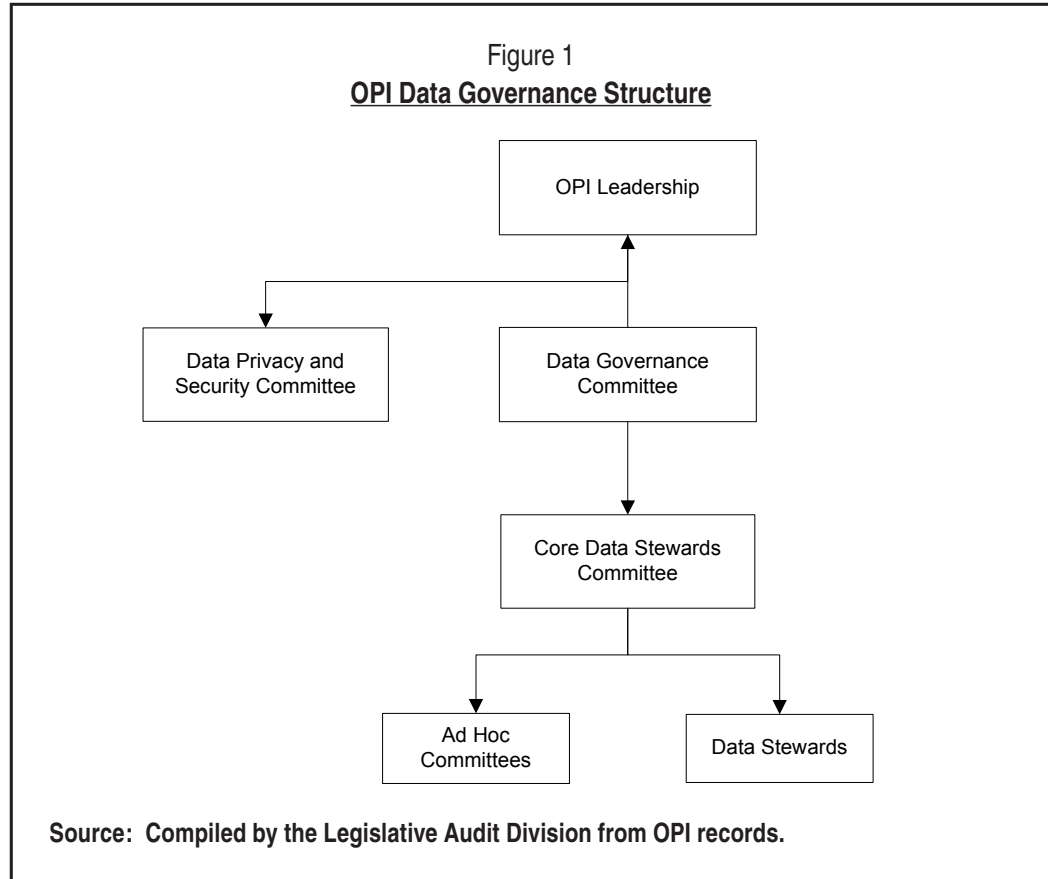 Figure 1
OPI Data Governance Structure
OPI Leadership
Data Privacy and
Security Committee
Data Governance
Committee
Core Data Stewards
Committee
Ad Hoc
Committees
Data Stewards
Source: Compiled by the Legislative Audit Division from OPI records.